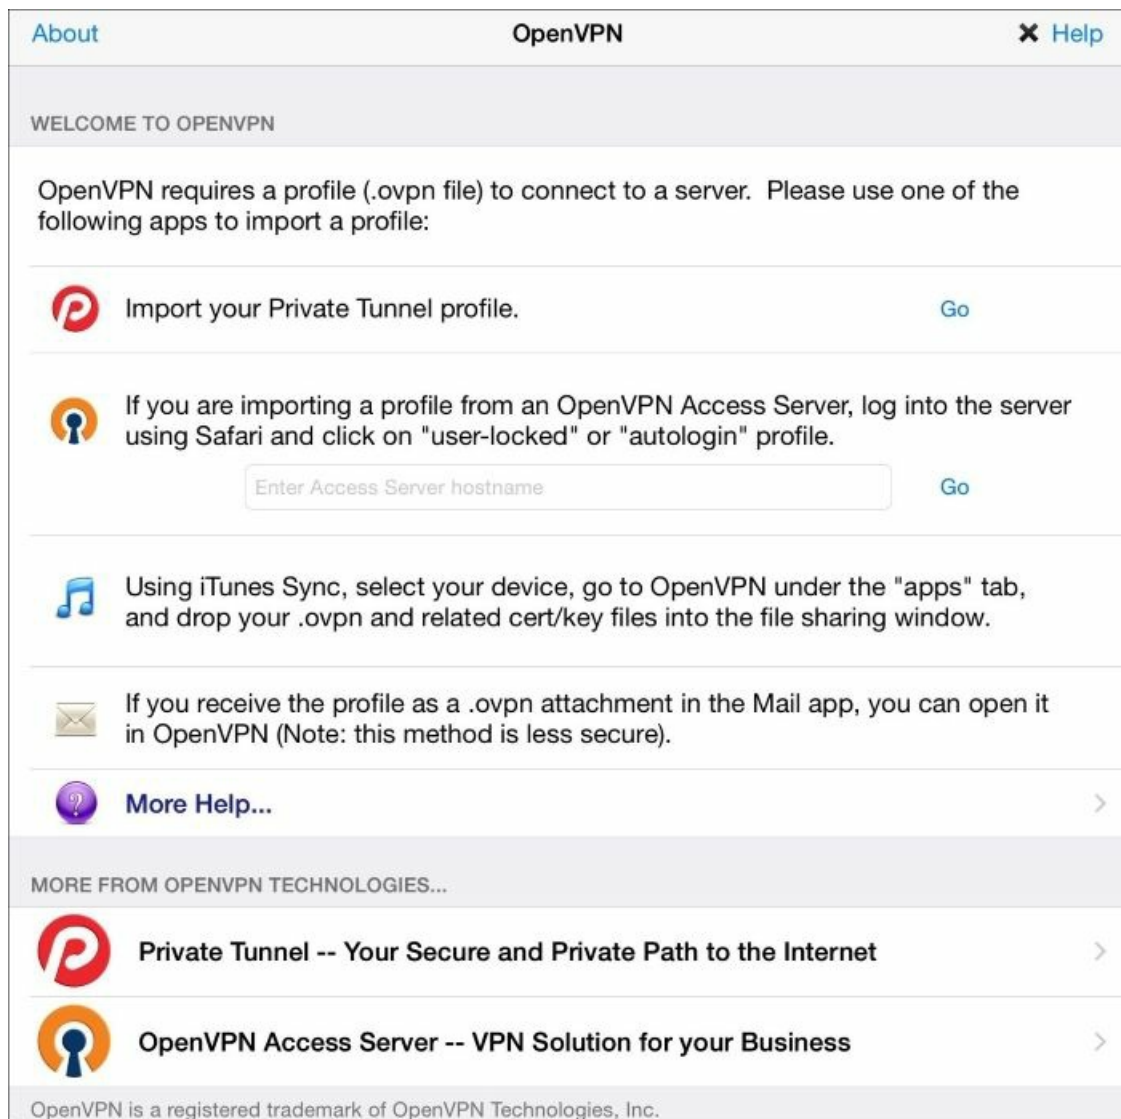 About OpenVPN ✖ Help
WELCOME TO OPENVPN
OpenVPN requires a profile (.ovpn file) to connect to a server. Please use one of the
following apps to import a profile:
Import your Private Tunnel profile. Go
If you are importing a profile from an OpenVPN Access Server, log into the server
using Safari and click on "user-locked" or "autologin" profile.
Enter Access Server hostname Go
Using iTunes Sync, select your device, go to OpenVPN under the "apps" tab,
and drop your .ovpn and related cert/key files into the file sharing window.
If you receive the profile as a .ovpn attachment in the Mail app, you can open it
in OpenVPN (Note: this method is less secure).
More Help...
MORE FROM OPENVPN TECHNOLOGIES...
Private Tunnel -- Your Secure and Private Path to the Internet
OpenVPN Access Server -- VPN Solution for your Business
OpenVPN is a registered trademark of OpenVPN Technologies, Inc.